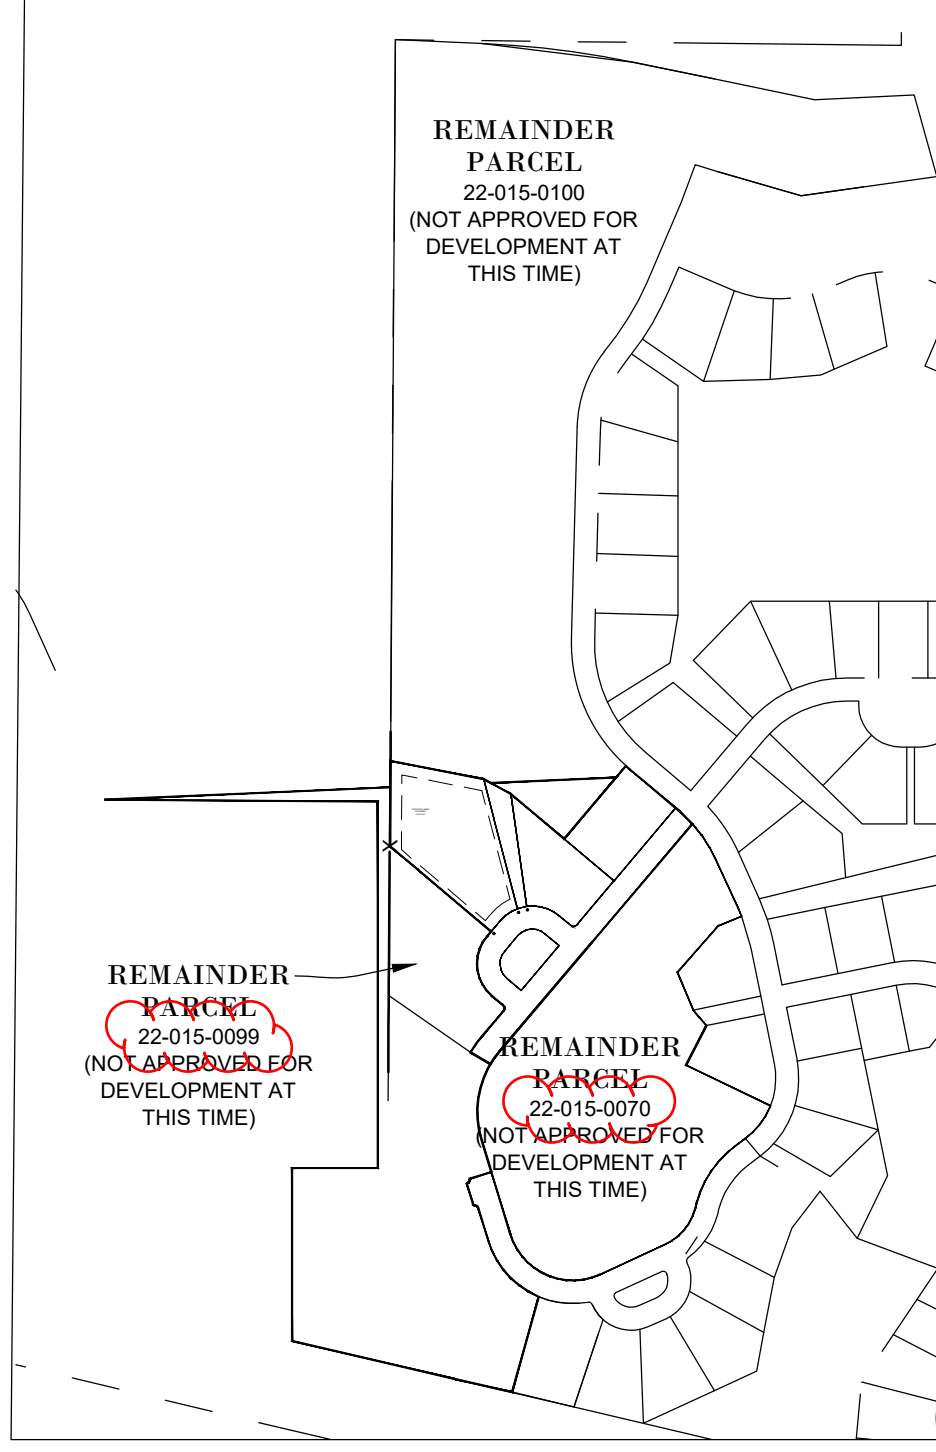 REMAINDER
PARCEL
22-015-0100
(NOT APPROVED FOR
DEVELOPMENT AT
THIS TIME)
REMAINDER
PARCEL
22-015-0099
(NOT APPROVED FOR
DEVELOPMENT AT
THIS TIME)
REMAINDER
PARCEL
22-015-0070
(NOT APPROVED FOR
DEVELOPMENT AT
THIS TIME)